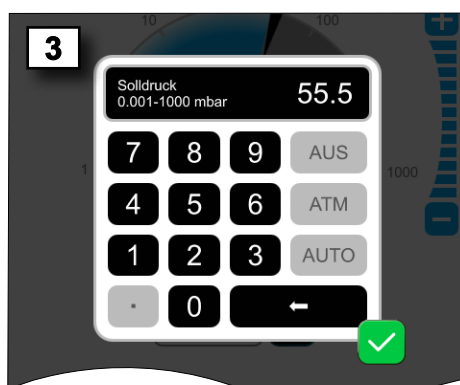 10 100
3
Solldruck
0.001-1000 mbar
55.5
7 8 9 AUS
1 1000
4 5 6 ATM
1 2 3 AUTO
. 0 ←